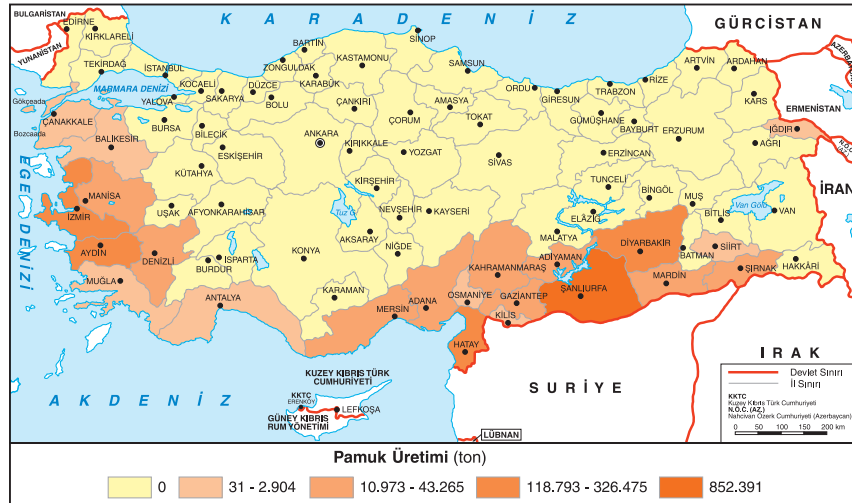 K A R A D E N İ Z
BULGARİSTAN
YUNANİSTAN
GÜRCİSTAN
EDİRNE
KIRKLARELİ
TEKİRDAĞ
İSTANBUL
MARMARA DENİZİ
Gökçeada
Bozcaada
ÇANAKKALE
YALOVA
KOCAELİ
SAKARYA
DÜZCE
BOLU
ZONGULDAK
BARTIN
KARABÜK
KASTAMONU
SİNOP
SAMSUN
ORDU
GİRESUN
TRABZON
RİZE
ARTVİN
ARDAHAN
KARS
ERMENİSTAN
IĞDIR
AĞRI
BALIKESİR
BURSA
BİLECİK
ESKİŞEHİR
ANKARA
ÇANKIRI
KIRIKKALE
ÇORUM
AMASYA
TOKAT
YOZGAT
SİVAS
GÜMÜŞHANE
BAYBURT
ERZURUM
ERZİNCAN
TUNCELİ
BİNGÖL
MUŞ
BİTLİS
Van Gölü
VAN
İRAN
EGE DENİZİ
MANİSA
İZMİR
KÜTAHYA
UŞAK
AFYONKARAHİSAR
AYDIN
DENİZLİ
BURDUR
ISPARTA
MUĞLA
ANTALYA
KONYA
Tuz G.
AKSARAY
KIRŞEHİR
NEVŞEHİR
KAYSERİ
NİĞDE
KARAMAN
MERSİN
ADANA
OSMANİYE
KAHRAMANMARAŞ
MALATYA
ELAZIĞ
ADIYAMAN
GAZİANTEP
KİLİS
HATAY
ŞANLIURFA
DİYARBAKIR
BATMAN
SİİRT
MARDİN
ŞIRNAK
HAKKÂRİ
A K D E N İ Z
KUZEY KIBRIS TÜRK
CUMHURİYETİ
KKTC
ERENKÖY
LEFKOŞA
GÜNEY KIBRIS
RUM YÖNETİMİ
LÜBNAN
S U R İ Y E
I R A K
Devlet Sınırı
İl Sınırı
KKTC
Kuzey Kıbrıs Türk Cumhuriyeti
N.Ö.C. (AZ.)
Nahcivan Özerk Cumhuriyeti (Azerbaycan)
0 50 100 150 200 km
Pamuk Üretimi (ton)
0 31 - 2.904 10.973 - 43.265 118.793 - 326.475 852.391